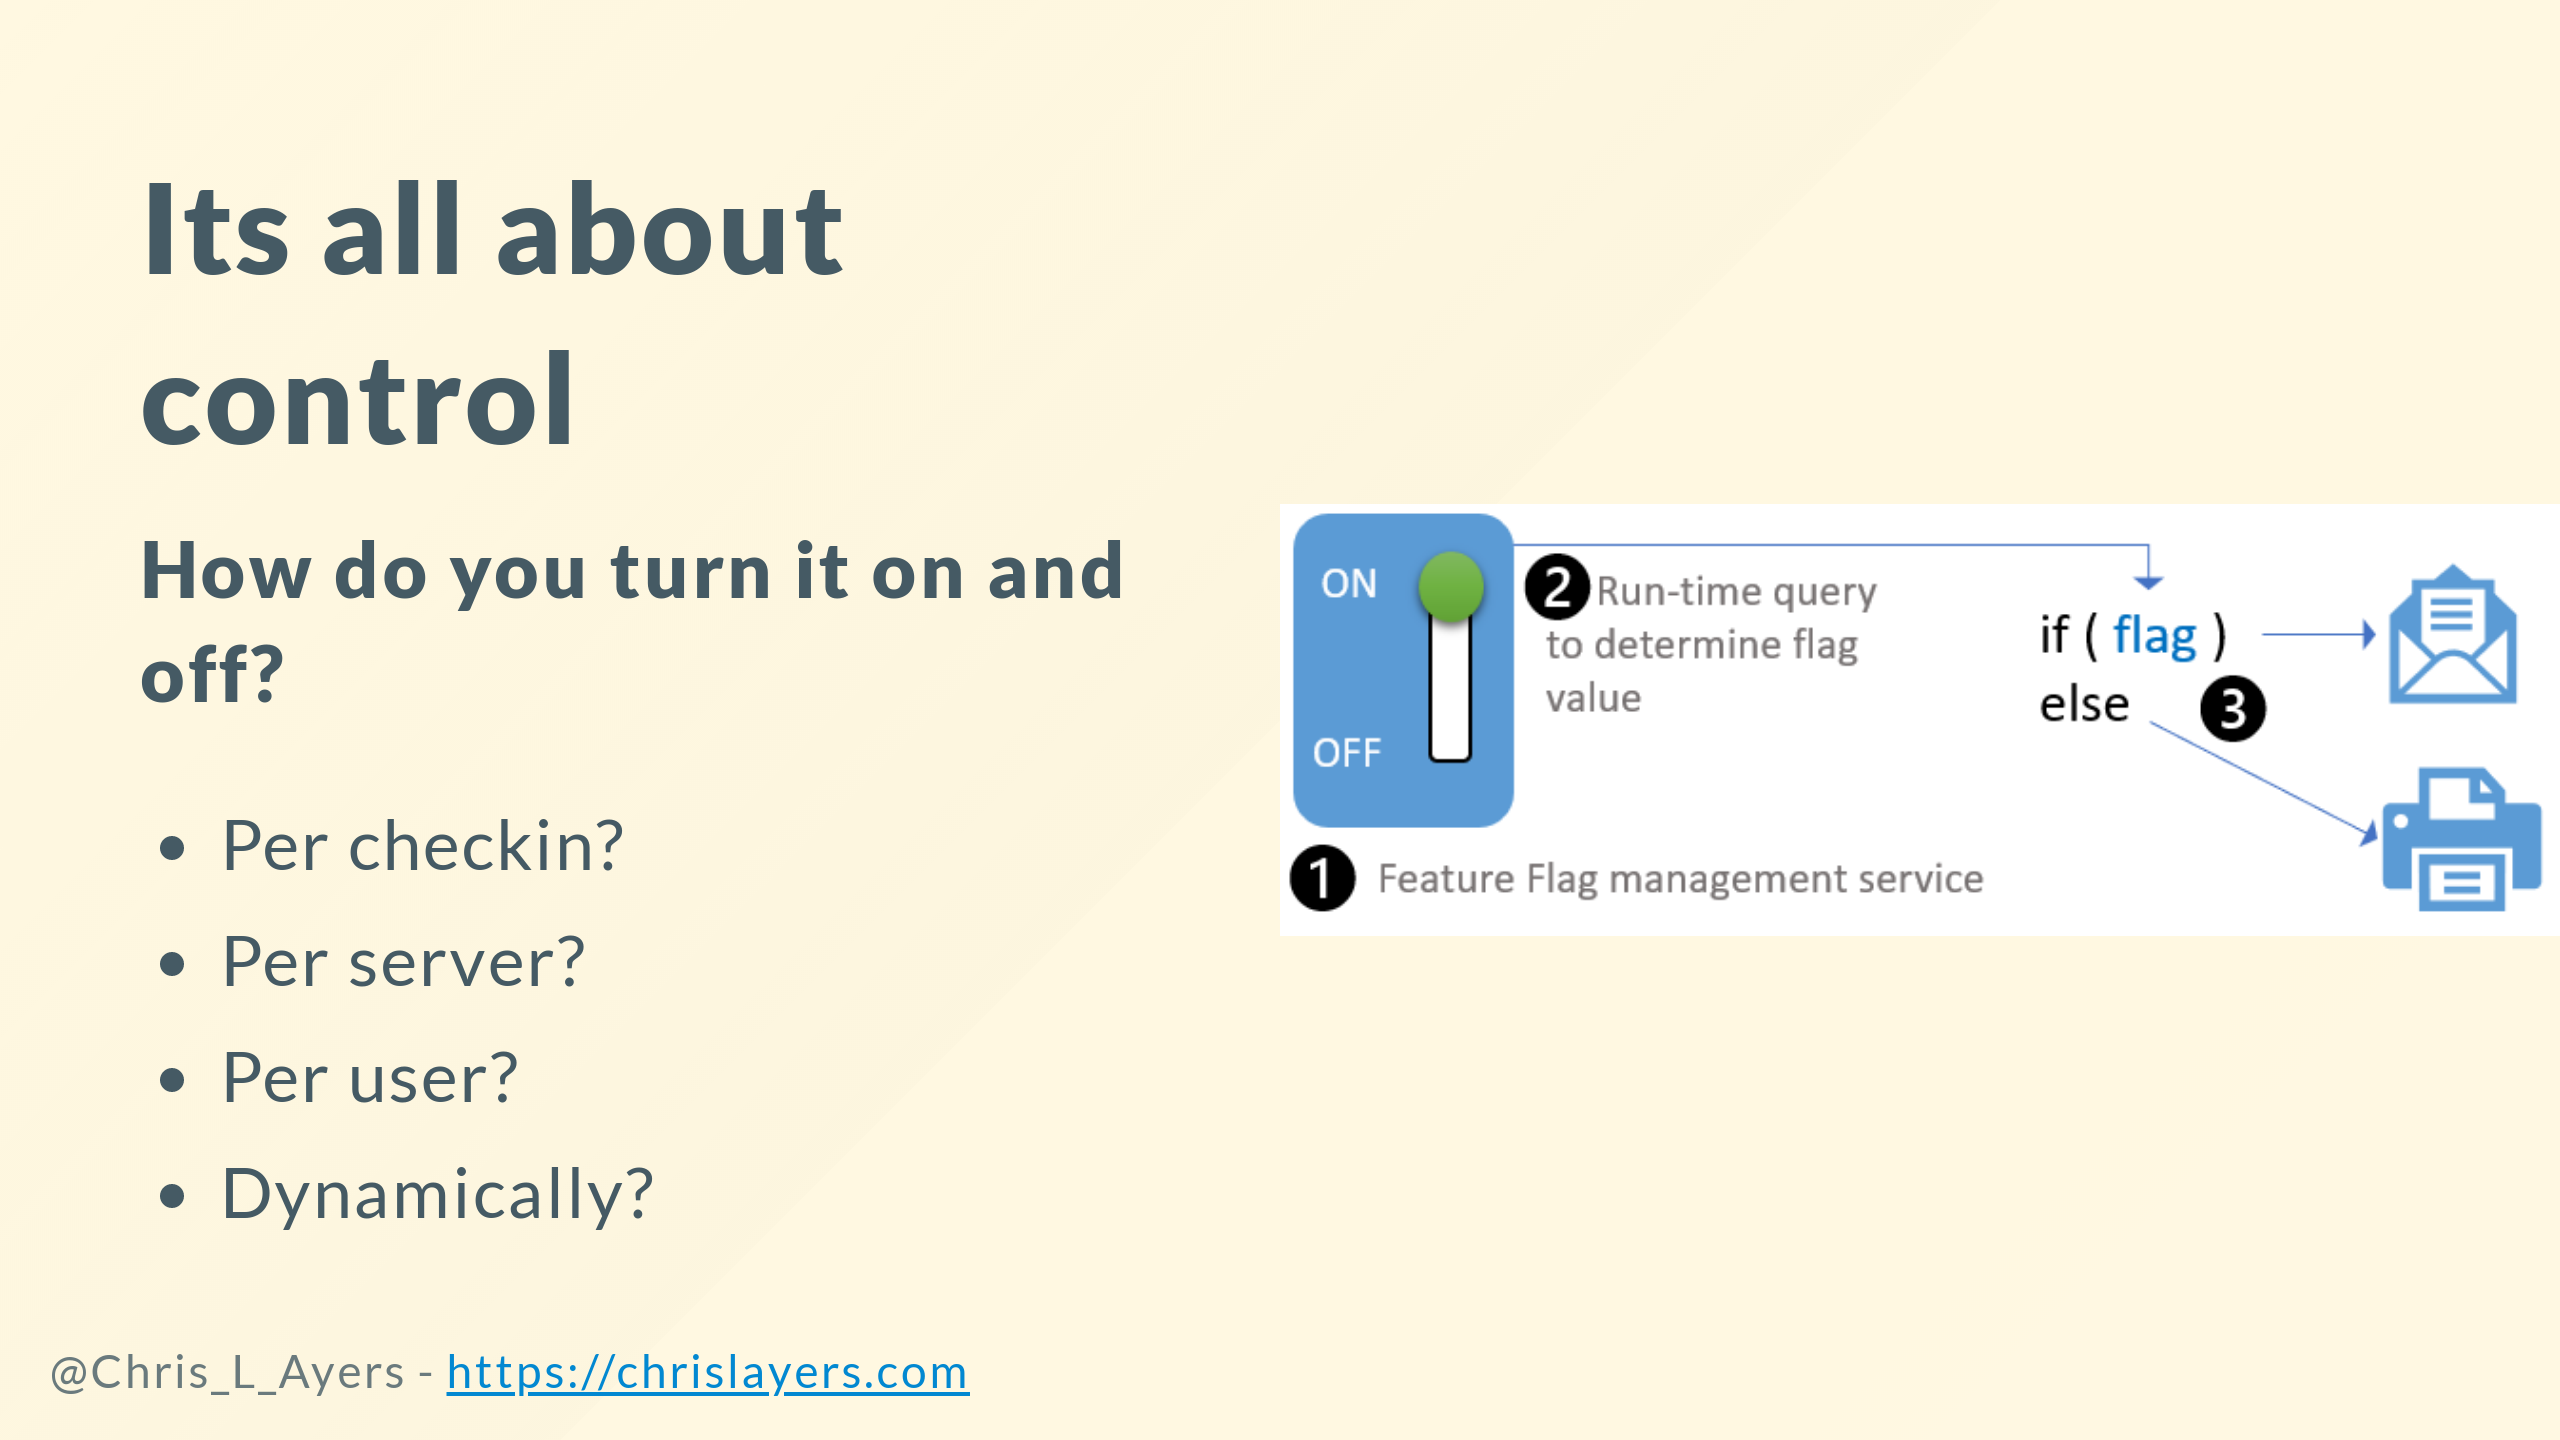 Its all about
control
How do you turn it on and
off?
• Per checkin?
• Per server?
• Per user?
• Dynamically?
ON
OFF
2 Run-time query
to determine flag
value
if ( flag )
else 3
1 Feature Flag management service
@Chris_L_Ayers - https://chrislayers.com